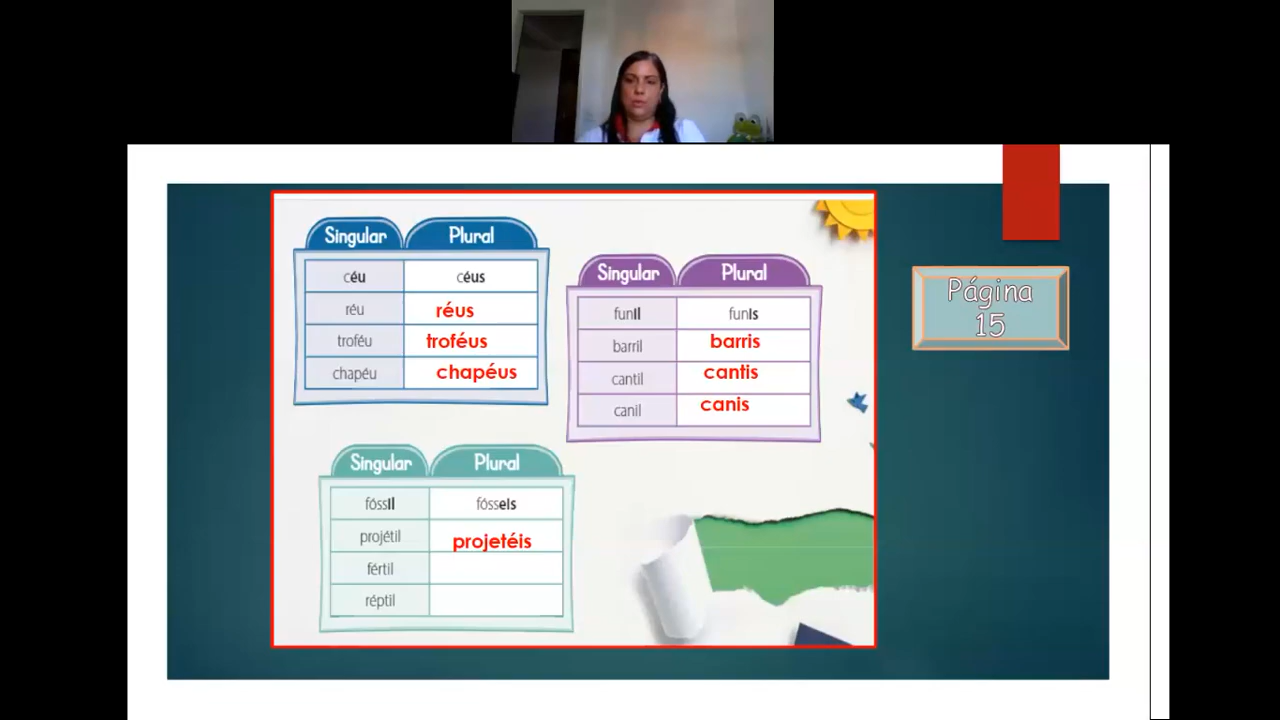 Singular Plural
céu céus
réu réus
troféu troféus
chapéu chapéus
Singular Plural
funil funis
barril barris
cantil cantis
canil canis
Singular Plural
fóssil fósseis
projétil projetéis
fértil
réptil
Página
15